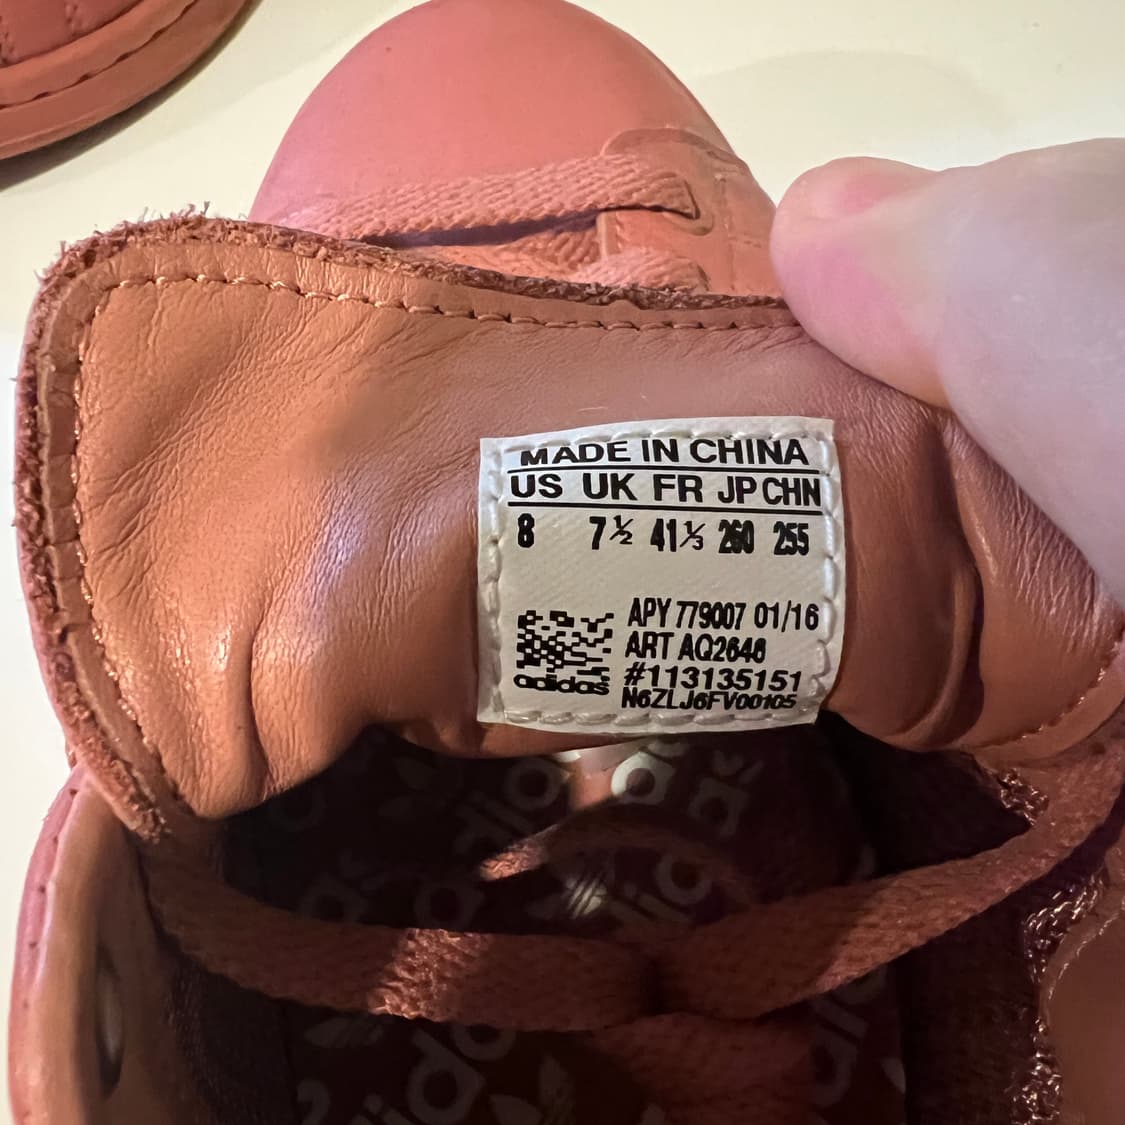 MADE IN CHINA
US UK FR JP CHN
8 7½ 41⅓ 260 255
APY 779007 01/16
ART AQ2646
#113135151
adidas
N6ZLJ6FV00105